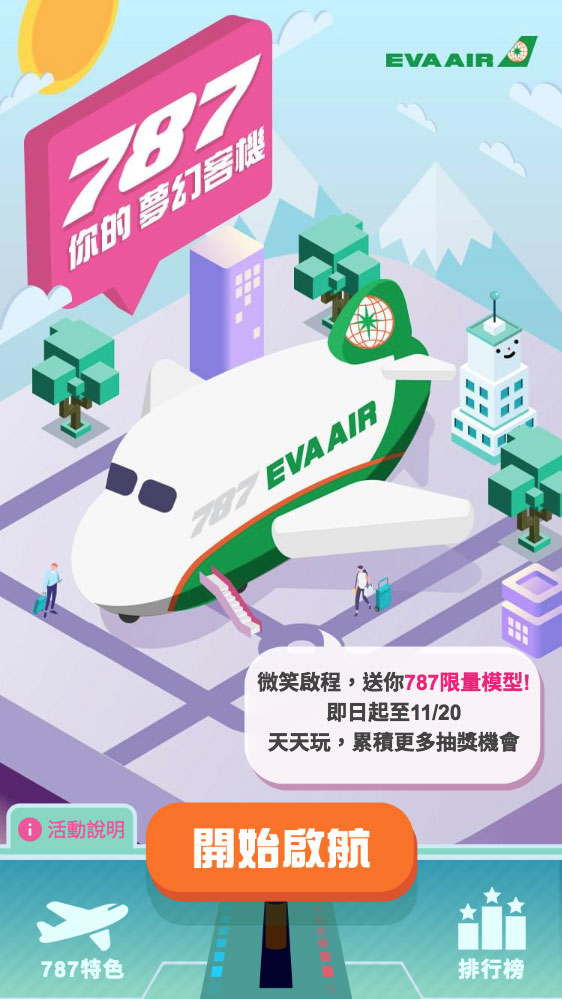 EVA AIR
787
你的 夢幻客機
787 EVA AIR
微笑啟程，送你787限量模型!
即日起至11/20
天天玩，累積更多抽獎機會
i 活動說明
開始啟航
787特色
排行榜